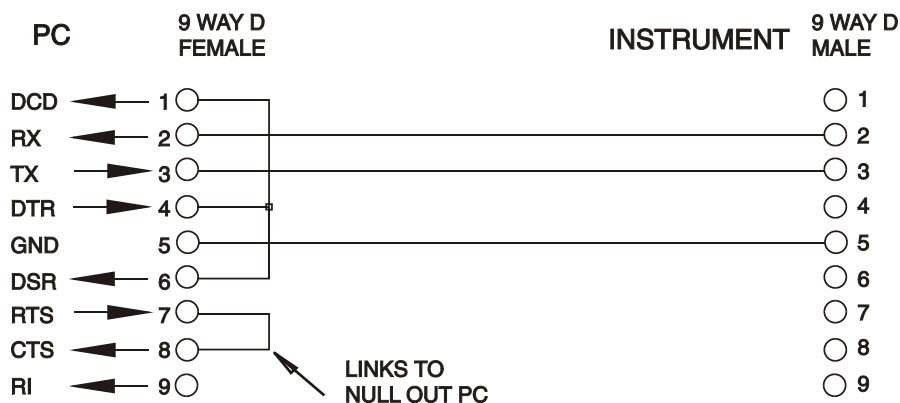 PC
9 WAY D
FEMALE
INSTRUMENT
9 WAY D
MALE
DCD 1 1
RX 2 2
TX 3 3
DTR 4 4
GND 5 5
DSR 6 6
RTS 7 7
CTS 8 8
RI 9 9
LINKS TO
NULL OUT PC